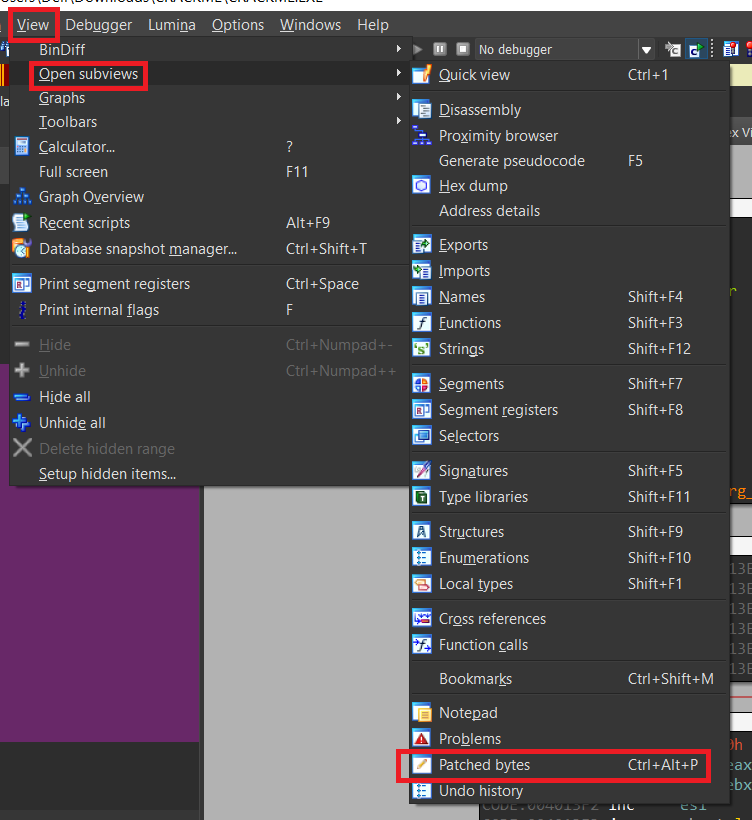 View Debugger Lumina Options Windows Help
BinDiff
Open subviews
Graphs
Toolbars
Calculator... ?
Full screen F11
Graph Overview
Recent scripts Alt+F9
Database snapshot manager... Ctrl+Shift+T
Print segment registers Ctrl+Space
Print internal flags F
Hide Ctrl+Numpad+-
Unhide Ctrl+Numpad++
Hide all
Unhide all
Delete hidden range
Setup hidden items...
No debugger
Quick view Ctrl+1
Disassembly
Proximity browser
Generate pseudocode F5
Hex dump
Address details
Exports
Imports
Names Shift+F4
Functions Shift+F3
Strings Shift+F12
Segments Shift+F7
Segment registers Shift+F8
Selectors
Signatures Shift+F5
Type libraries Shift+F11
Structures Shift+F9
Enumerations Shift+F10
Local types Shift+F1
Cross references
Function calls
Bookmarks Ctrl+Shift+M
Notepad
Problems
Patched bytes Ctrl+Alt+P
Undo history